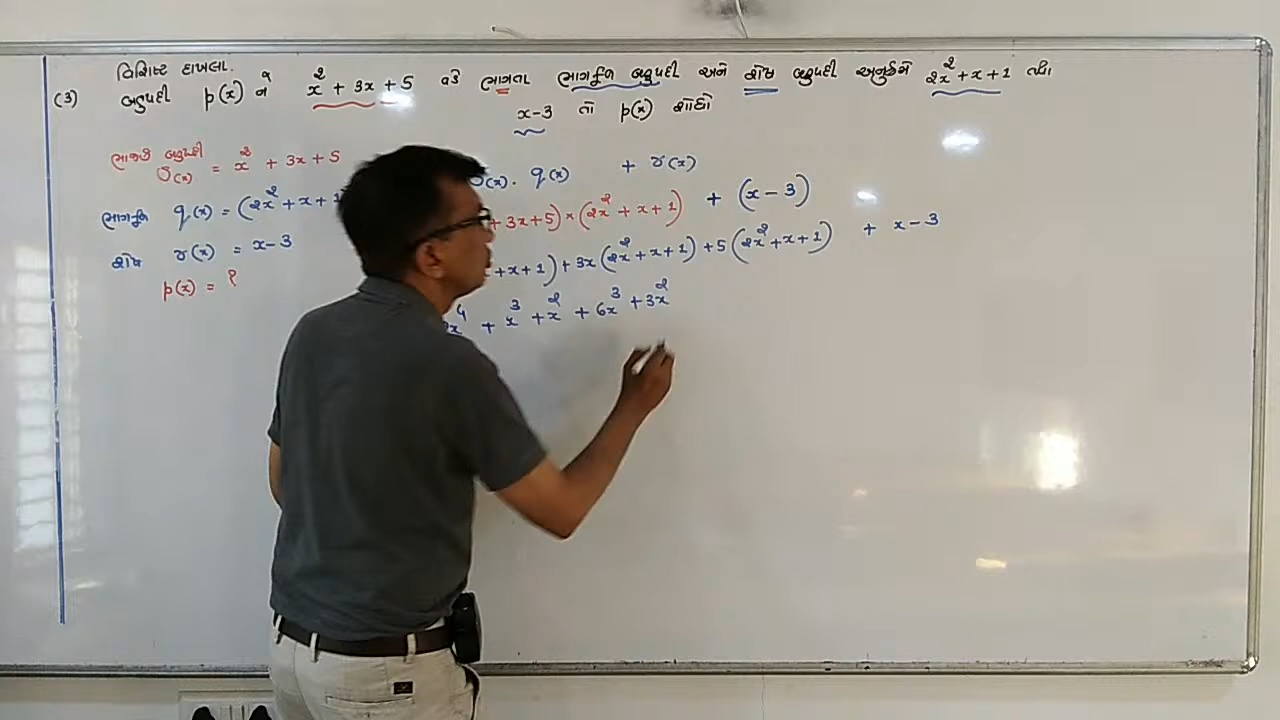 વિશિષ્ટ દાખલા.
(3) બહુપદી p(x) ને x² + 3x + 5 વડે ભાગતા ભાગફળ બહુપદી અને શેષ બહુપદી અનુક્રમે 2x² + x + 1 તથા
x-3 તો p(x) શોધો
ભાજક બહુપદી
(x) = x² + 3x + 5
ભાગફળ q(x) = (2x² + x + 1
શેષ r(x) = x-3
p(x) = ?
(x). q(x) + r(x)
+ 3x + 5) × (2x² + x + 1) + (x - 3)
+ x + 1) + 3x (2x² + x + 1) + 5 (2x² + x + 1) + x - 3
x⁴ + x³ + x² + 6x³ + 3x²